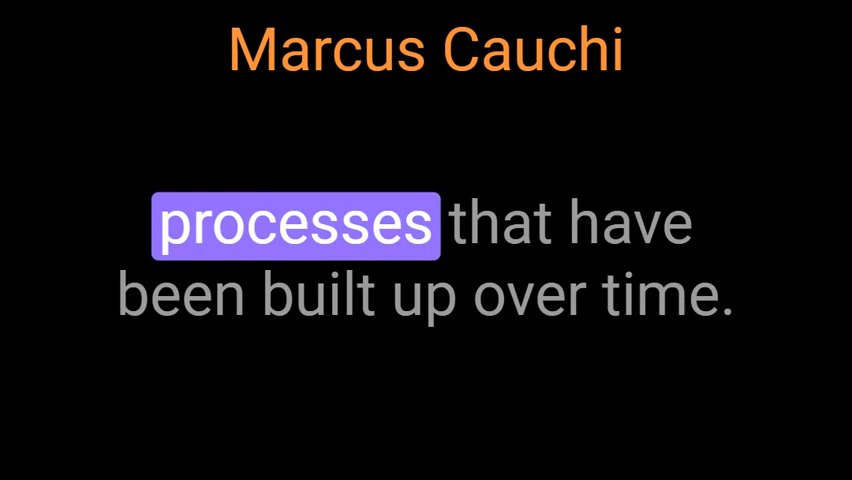 Marcus Cauchi
processes that have
been built up over time.